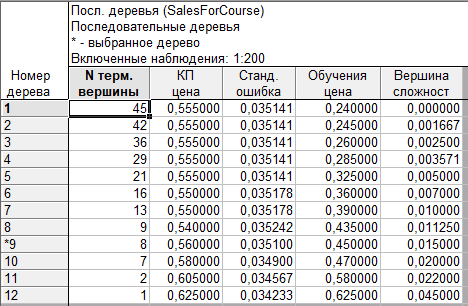 Посл. деревья (SalesForCourse)
Последовательные деревья
* - выбранное дерево
Включенные наблюдения: 1:200
Номер дерева N терм. вершины КП цена Станд. ошибка Обучения цена Вершина сложност
1 45 0,555000 0,035141 0,240000 0,000000
2 42 0,555000 0,035141 0,245000 0,001667
3 36 0,555000 0,035141 0,260000 0,002500
4 29 0,555000 0,035141 0,285000 0,003571
5 21 0,555000 0,035141 0,325000 0,005000
6 16 0,550000 0,035178 0,360000 0,007000
7 13 0,550000 0,035178 0,390000 0,010000
8 9 0,540000 0,035242 0,435000 0,011250
*9 8 0,560000 0,035100 0,450000 0,015000
10 7 0,580000 0,034900 0,470000 0,020000
11 2 0,605000 0,034567 0,580000 0,022000
12 1 0,625000 0,034233 0,625000 0,045000